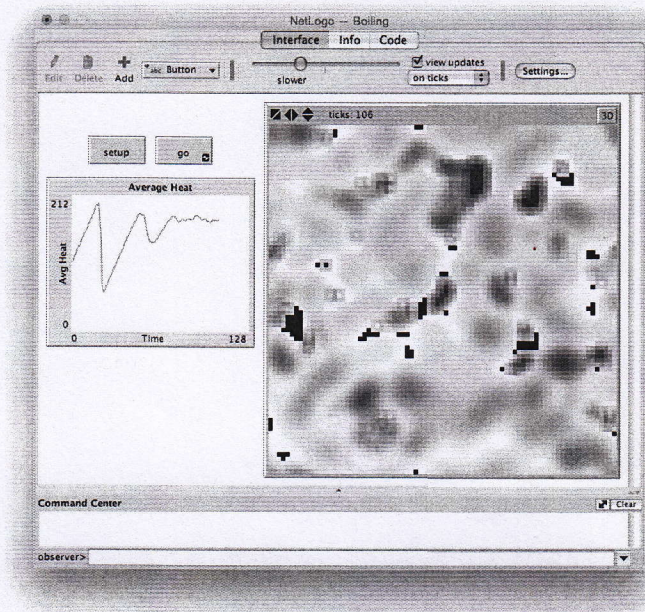 NetLogo — Boiling
Interface Info Code
Edit Delete Add abc Button slower view updates on ticks Settings...
ticks: 106 3D
setup go
Average Heat
212
Avg Heat
0
0 Time 128
Command Center Clear
observer>